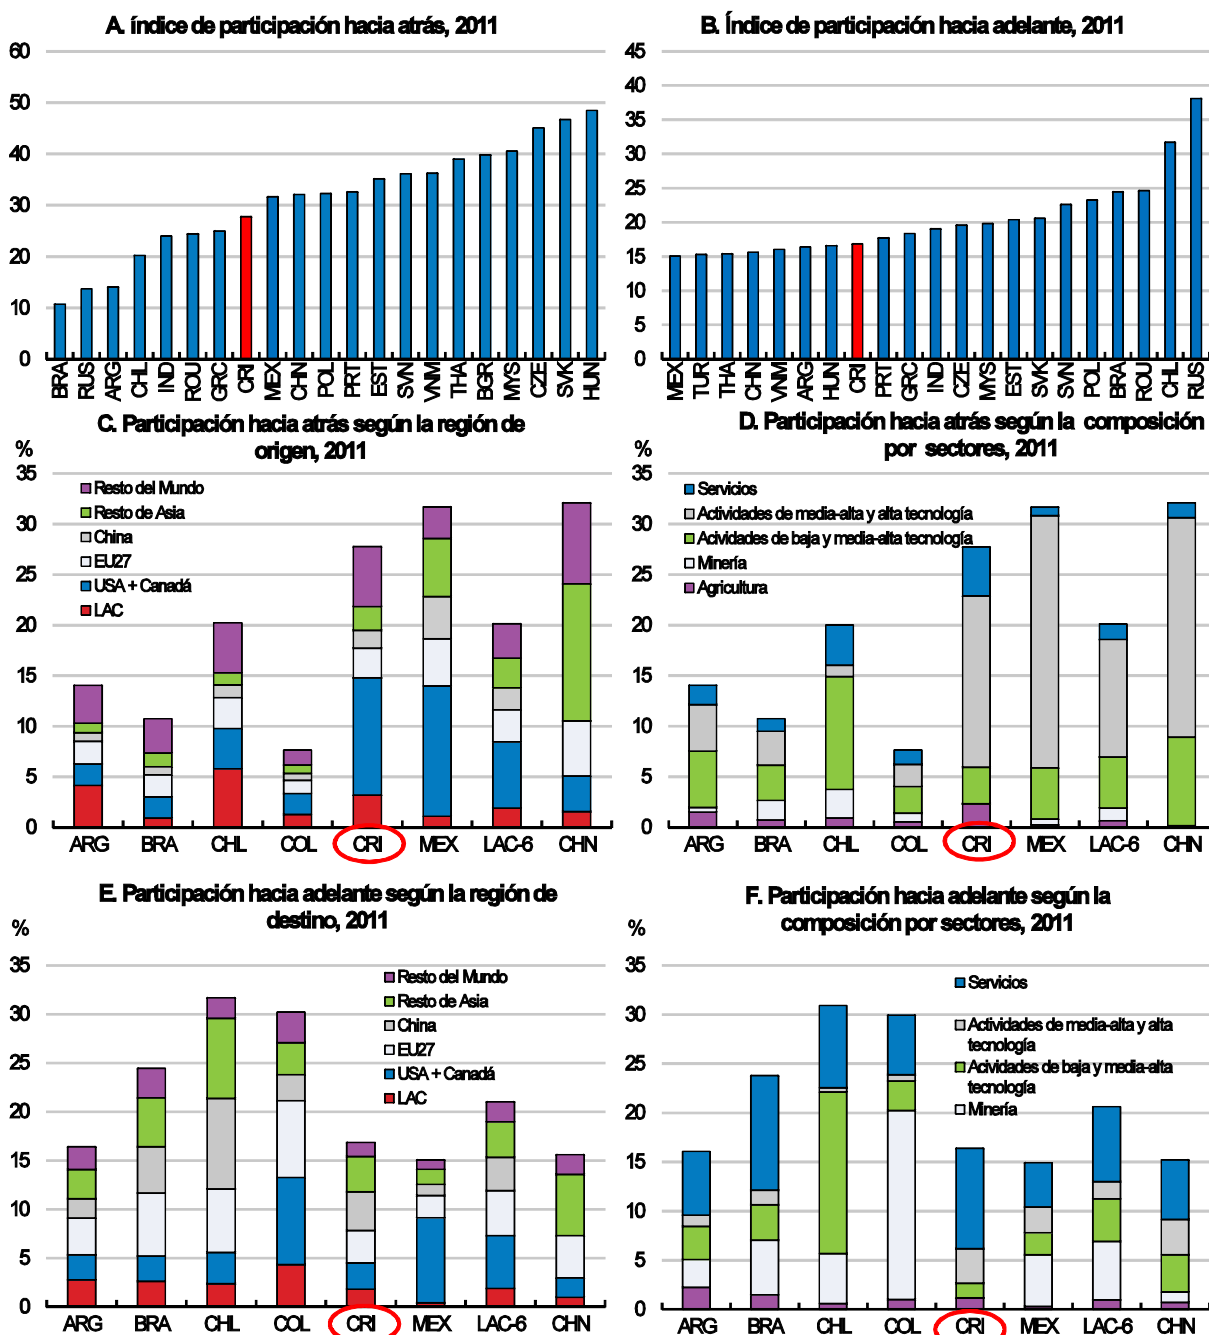 A. índice de participación hacia atrás, 2011
60
50
40
30
20
10
0
BRA RUS ARG CHL IND ROU GRC CRI MEX CHN POL PRT EST SVN VNM THA BGR MYS CZE SVK HUN
B. Índice de participación hacia adelante, 2011
45
40
35
30
25
20
15
10
5
0
MEX TUR THA CHN VNM ARG HUN CRI PRT GRC IND CZE MYS EST SVK SVN POL BRA ROU CHL RUS
C. Participación hacia atrás según la región de
origen, 2011
%
35
30
25
20
15
10
5
0
Resto del Mundo
Resto de Asia
China
EU27
USA + Canadá
LAC
ARG BRA CHL COL CRI MEX LAC-6 CHN
D. Participación hacia atrás según la composición
por sectores, 2011
%
35
30
25
20
15
10
5
0
Servicios
Actividades de media-alta y alta tecnología
Acividades de baja y media-alta tecnología
Minería
Agricultura
ARG BRA CHL COL CRI MEX LAC-6 CHN
E. Participación hacia adelante según la región de
destino, 2011
%
35
30
25
20
15
10
5
0
Resto del Mundo
Resto de Asia
China
EU27
USA + Canadá
LAC
ARG BRA CHL COL CRI MEX LAC-6 CHN
F. Participación hacia adelante según la
composición por sectores, 2011
%
35
30
25
20
15
10
5
0
Servicios
Actividades de media-alta y alta
tecnología
Acividades de baja y media-alta
tecnología
Minería
ARG BRA CHL COL CRI MEX LAC-6 CHN